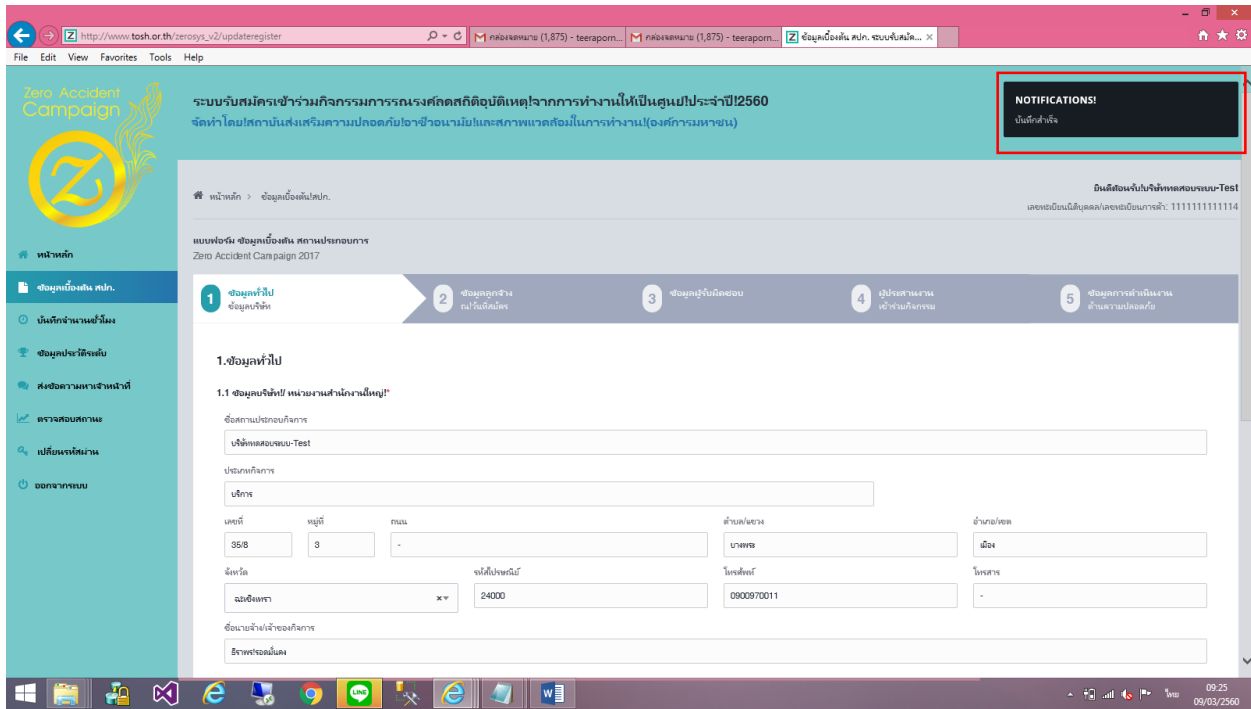 http://www.tosh.or.th/zerosys_v2/updateregister
กล่องจดหมาย (1,875) - teeraporn...
กล่องจดหมาย (1,875) - teeraporn...
ข้อมูลเบื้องต้น สปก. ระบบรับสมัค...
File Edit View Favorites Tools Help
Zero Accident
Campaign
ระบบรับสมัครเข้าร่วมกิจกรรมการรณรงค์ลดสถิติอุบัติเหตุ!จากการทำงานให้เป็นศูนย์!ประจำปี!2560
จัดทำโดย!สถาบันส่งเสริมความปลอดภัย!อาชีวอนามัย!และสภาพแวดล้อมในการทำงาน!(องค์การมหาชน)
NOTIFICATIONS!
บันทึกสำเร็จ
หน้าหลัก > ข้อมูลเบื้องต้น!สปก.
ยินดีต้อนรับ!บริษัททดสอบระบบ-Test
เลขทะเบียนนิติบุคคล/เลขทะเบียนการค้า: 1111111111114
แบบฟอร์ม ข้อมูลเบื้องต้น สถานประกอบการ
Zero Accident Campaign 2017
หน้าหลัก
ข้อมูลเบื้องต้น สปก.
บันทึกจำนวนชั่วโมง
ข้อมูลประวัติระดับ
ส่งข้อความหาเจ้าหน้าที่
ตรวจสอบสถานะ
เปลี่ยนรหัสผ่าน
ออกจากระบบ
1 ข้อมูลทั่วไป
ข้อมูลบริษัท
2 ข้อมูลลูกจ้าง
ณ!วันที่สมัคร
3 ข้อมูลผู้รับผิดชอบ
4 ผู้ประสานงาน
เข้าร่วมกิจกรรม
5 ข้อมูลการดำเนินงาน
ด้านความปลอดภัย
1.ข้อมูลทั่วไป
1.1 ข้อมูลบริษัท!/ หน่วยงานสำนักงานใหญ่!*
ชื่อสถานประกอบกิจการ
บริษัททดสอบระบบ-Test
ประเภทกิจการ
บริการ
เลขที่ หมู่ที่ ถนน ตำบล/แขวง อำเภอ/เขต
35/8 3 - บางพระ เมือง
จังหวัด รหัสไปรษณีย์ โทรศัพท์ โทรสาร
ฉะเชิงเทรา 24000 0900970011 -
ชื่อนายจ้าง/เจ้าของกิจการ
ธีราพร!รอดมั่นคง
LINE
ไทย
09:25
09/03/2560